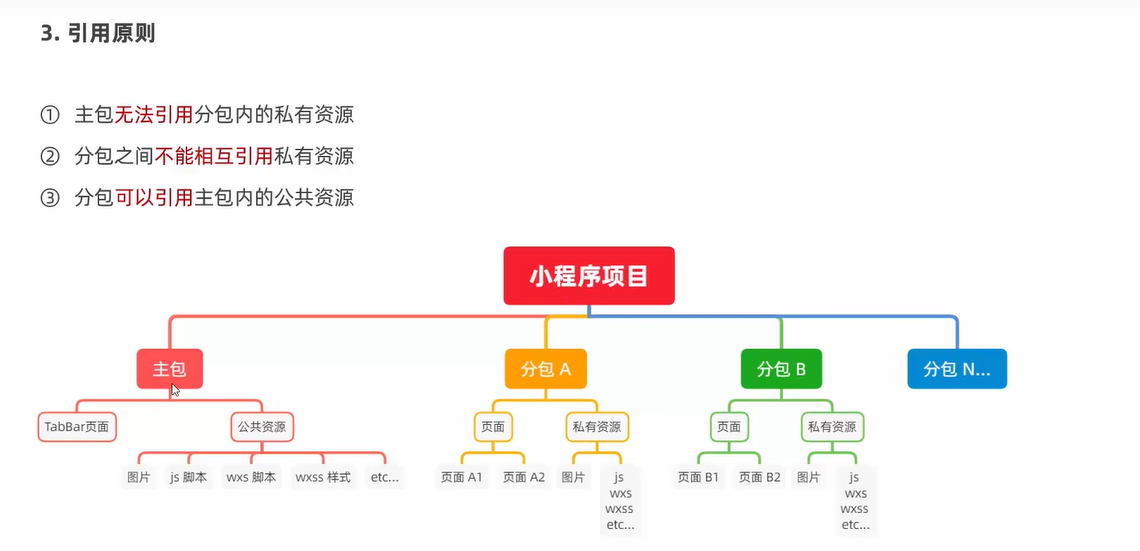 3. 引用原则
① 主包无法引用分包内的私有资源
② 分包之间不能相互引用私有资源
③ 分包可以引用主包内的公共资源
小程序项目
主包
分包 A
分包 B
分包 N...
TabBar页面
公共资源
页面
私有资源
页面
私有资源
图片
js 脚本
wxs 脚本
wxss 样式
etc...
页面 A1
页面 A2
图片
js
wxs
wxss
etc...
页面 B1
页面 B2
图片
js
wxs
wxss
etc...